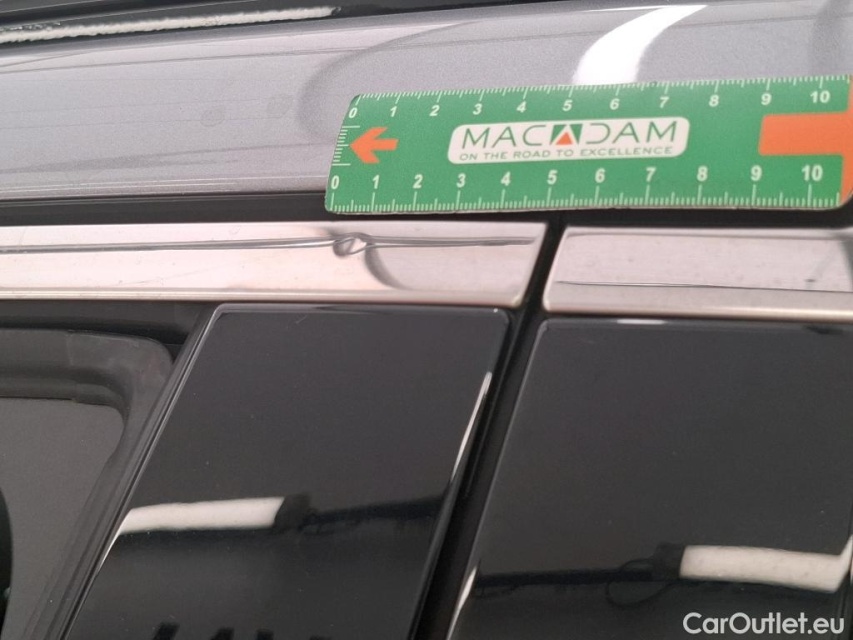 0 1 2 3 4 5 6 7 8 9 10
MACADAM
ON THE ROAD TO EXCELLENCE
0 1 2 3 4 5 6 7 8 9 10
CarOutlet.eu